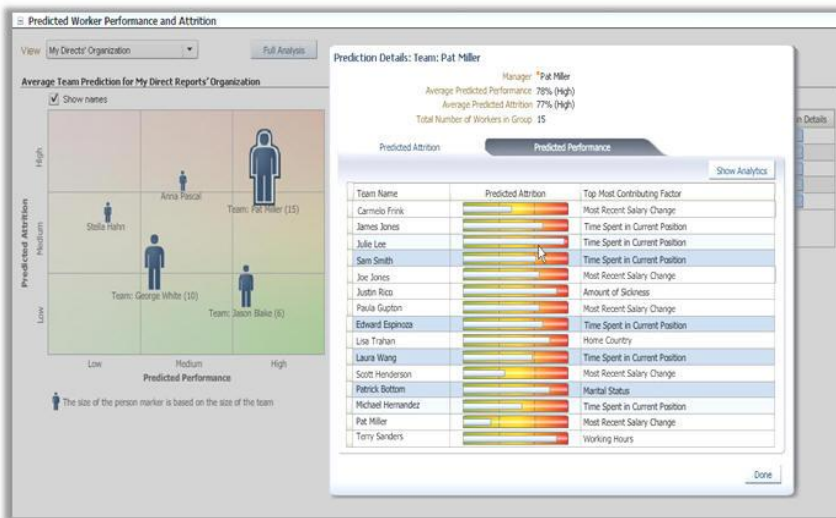 Predicted Worker Performance and Attrition
View My Directs' Organization Full Analysis
Average Team Prediction for My Direct Reports' Organization
Show names
Predicted Attrition
High
Medium
Low
Anna Pascal
Team: Pat Miller (15)
Stella Hahn
Team: George White (10)
Team: Jason Blake (6)
Low Medium High
Predicted Performance
The size of the person marker is based on the size of the team
n Details
Prediction Details: Team: Pat Miller
Manager *Pat Miller
Average Predicted Performance 78% (High)
Average Predicted Attrition 77% (High)
Total Number of Workers in Group 15
Predicted Attrition Predicted Performance
Show Analytics
Team Name Predicted Attrition Top Most Contributing Factor
Carmelo Frink Most Recent Salary Change
James Jones Time Spent in Current Position
Julie Lee Time Spent in Current Position
Sam Smith Time Spent in Current Position
Joe Jones Most Recent Salary Change
Justin Rico Amount of Sickness
Paula Gupton Most Recent Salary Change
Edward Espinoza Time Spent in Current Position
Lisa Trahan Home Country
Laura Wang Time Spent in Current Position
Scott Henderson Most Recent Salary Change
Patrick Bottom Marital Status
Michael Hernandez Time Spent in Current Position
Pat Miller Most Recent Salary Change
Terry Sanders Working Hours
Done